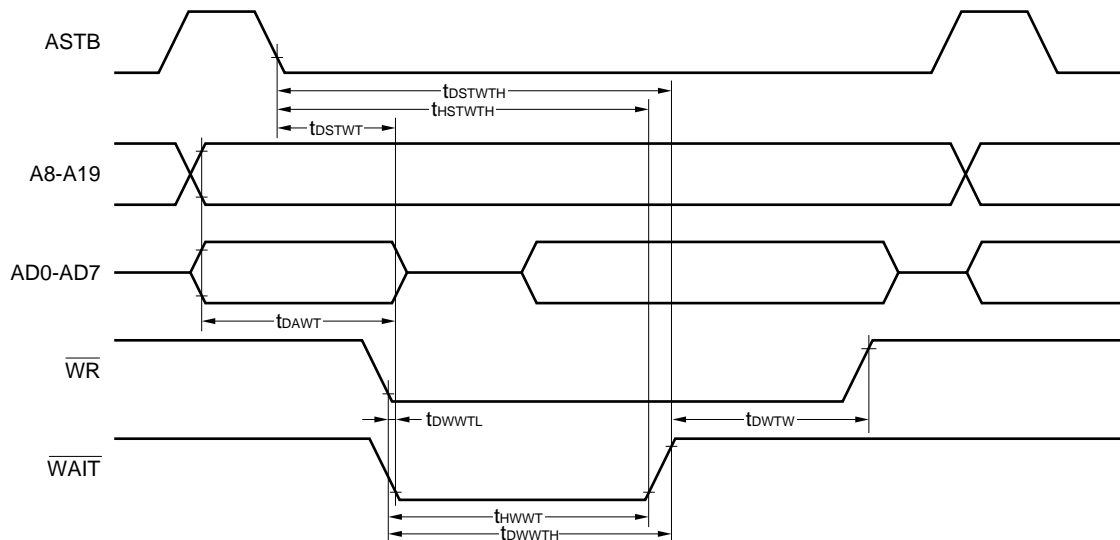 ASTB
tDSTWTH
tHSTWTH
tDSTWT
A8-A19
AD0-AD7
tDAWT
WR
tDWWTL
tDWTW
WAIT
tHWWT
tDWWTH